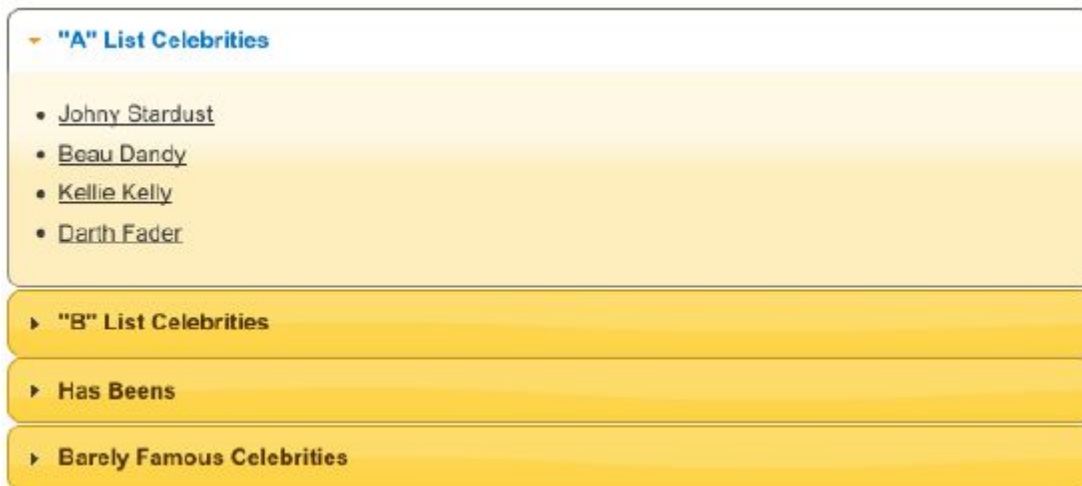 "A" List Celebrities
Johny Stardust
Beau Dandy
Kellie Kelly
Darth Fader
"B" List Celebrities
Has Beens
Barely Famous Celebrities